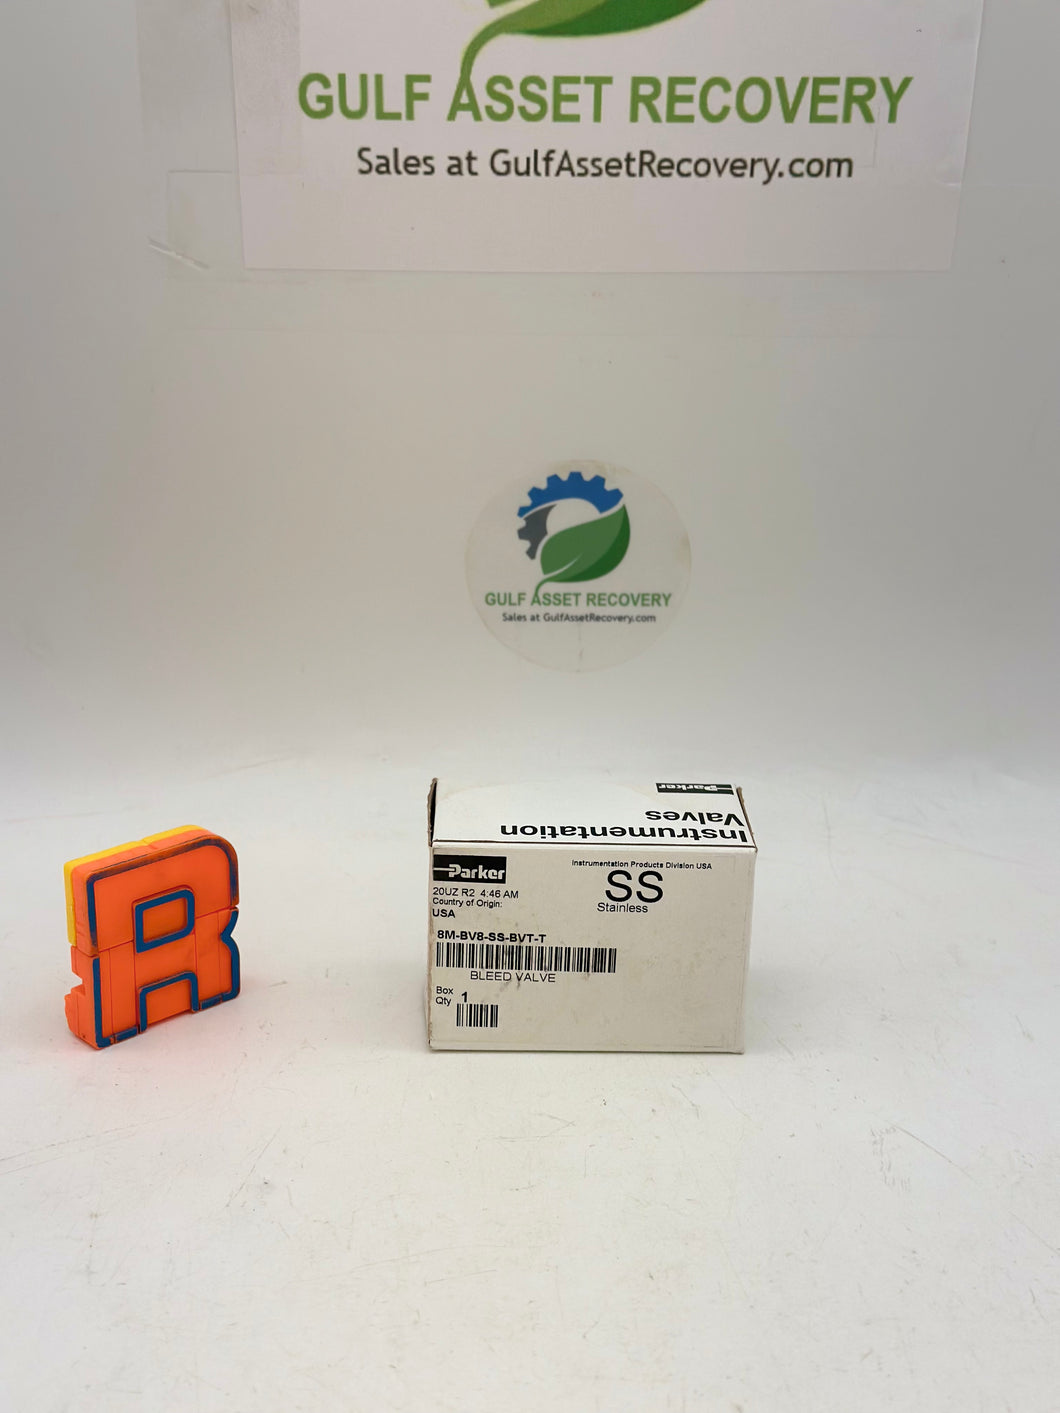 GULF ASSET RECOVERY
Sales at GulfAssetRecovery.com
GULF ASSET RECOVERY
Sales at GulfAssetRecovery.com
Parker
Instrumentation
Valves
Parker
Instrumentation Products Division USA
20UZ R2 4:46 AM
Country of Origin:
USA
SS
Stainless
8M-BV8-SS-BVT-T
BLEED VALVE
Box
Qty 1
R